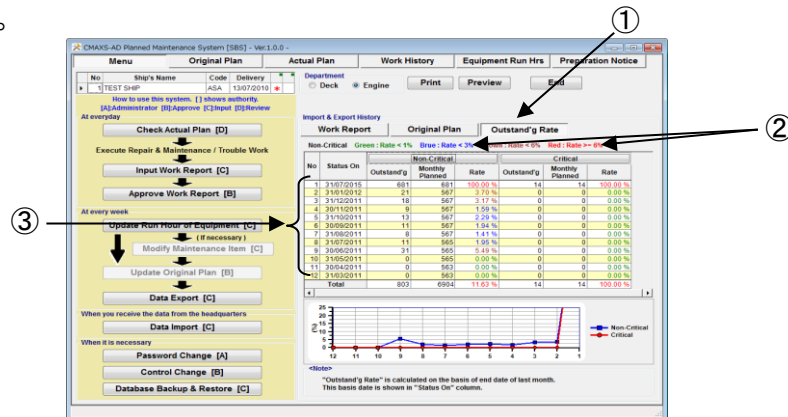 。
①
CMAXS-AD Planned Maintenance System [SBS] - Ver.1.0.0 -
Menu Original Plan Actual Plan Work History Equipment Run Hrs Preparation Notice
No Ship's Name Code Delivery
1 TEST SHIP ASA 13/07/2010 *
Department
Deck Engine Print Preview End
How to use this system. [ ] shows authority.
[A]:Administrator [B]:Approve [C]:Input [D]:Review
At everyday
Check Actual Plan [D]
Execute Repair & Maintenance / Trouble Work
Input Work Report [C]
Approve Work Report [B]
At every week
Update Run Hour of Equipment [C]
( If necessary )
Modify Maintenance Item [C]
Update Original Plan [B]
Data Export [C]
When you receive the data from the headquarters
Data Import [C]
When it is necessary
Password Change [A]
Control Change [B]
Database Backup & Restore [C]
Import & Export History
Work Report Original Plan Outstand'g Rate
②
Non-Critical Green : Rate < 1% Brue : Rate < 3% own : Rate < 6% Red : Rate >= 6%
Non-Critical Critical
No Status On Outstand'g Monthly Planned Rate Outstand'g Monthly Planned Rate
③
1 31/07/2015 681 681 100.00 % 14 14 100.00 %
2 31/01/2012 21 567 3.70 % 0 0 0.00 %
3 31/12/2011 18 567 3.17 % 0 0 0.00 %
4 30/11/2011 9 567 1.59 % 0 0 0.00 %
5 31/10/2011 13 567 2.29 % 0 0 0.00 %
6 30/09/2011 11 567 1.94 % 0 0 0.00 %
7 31/08/2011 8 567 1.41 % 0 0 0.00 %
8 31/07/2011 11 565 1.95 % 0 0 0.00 %
9 30/06/2011 31 565 5.49 % 0 0 0.00 %
10 31/05/2011 0 565 0.00 % 0 0 0.00 %
11 30/04/2011 0 563 0.00 % 0 0 0.00 %
12 31/03/2011 0 563 0.00 % 0 0 0.00 %
Total 803 6904 11.63 % 14 14 100.00 %
25
20
15
10
5
0
(%)
12 11 10 9 8 7 6 5 4 3 2 1
Non-Critical
Critical
<Note>
"Outstand'g Rate" is calculated on the basis of end date of last month.
This basis date is shown in "Status On" column.